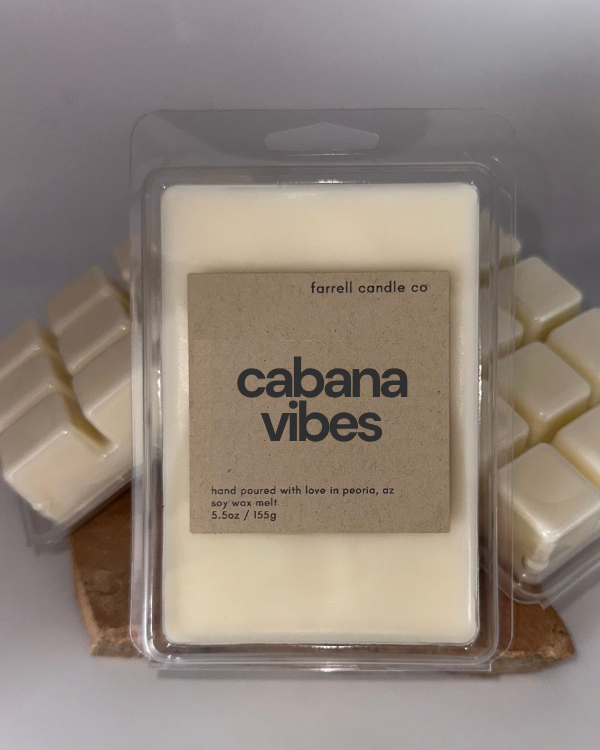 farrell candle co
cabana
vibes
hand poured with love in peoria, az
soy wax melt
5.5oz / 155g